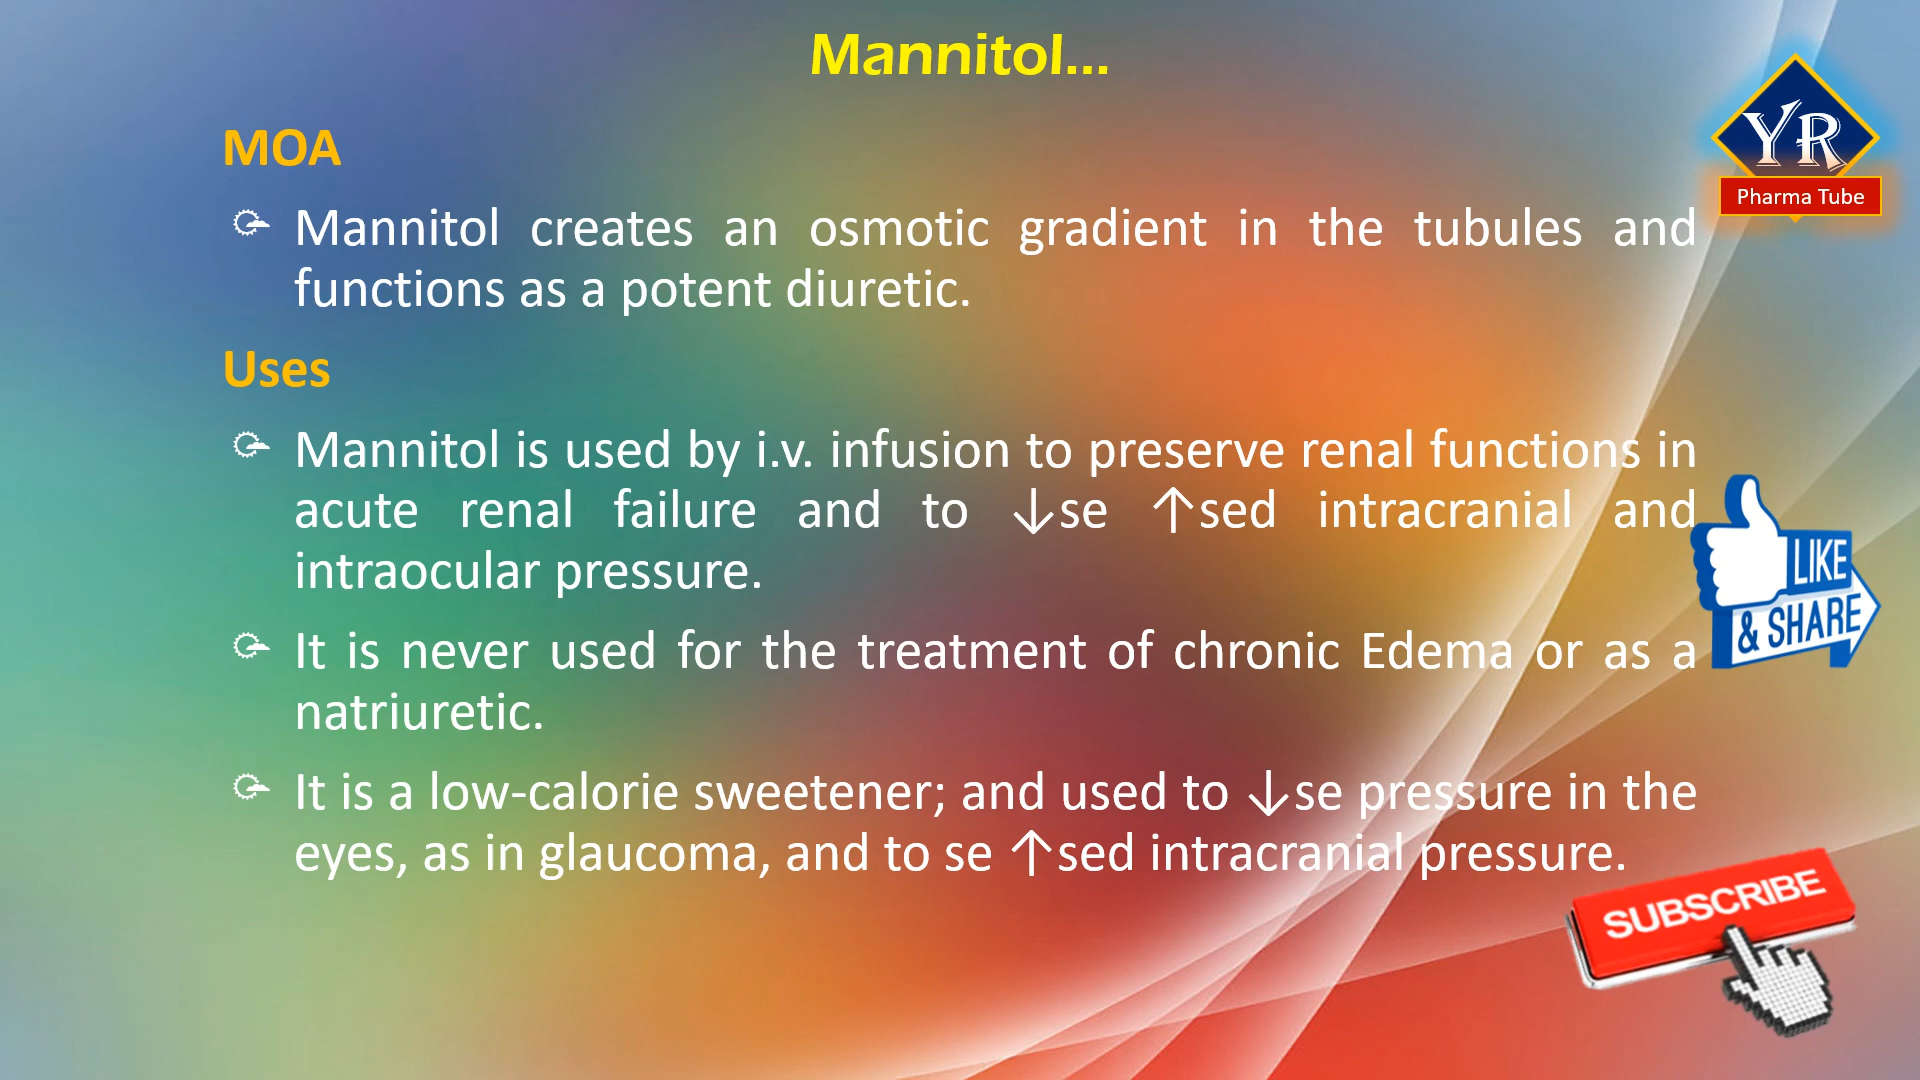 Mannitol...
YR
Pharma Tube
MOA
Mannitol creates an osmotic gradient in the tubules and
functions as a potent diuretic.
Uses
Mannitol is used by i.v. infusion to preserve renal functions in
acute renal failure and to ↓se ↑sed intracranial and
intraocular pressure.
LIKE
& SHARE
It is never used for the treatment of chronic Edema or as a
natriuretic.
It is a low-calorie sweetener; and used to ↓se pressure in the
eyes, as in glaucoma, and to se ↑sed intracranial pressure.
SUBSCRIBE